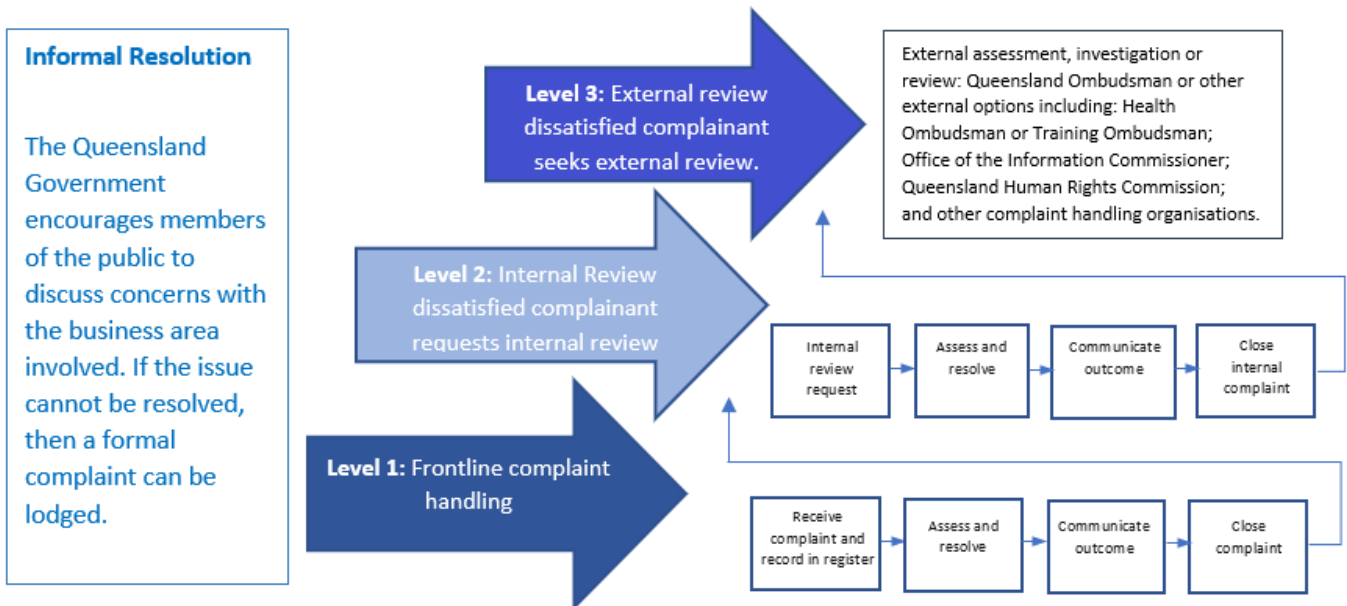 Informal Resolution
The Queensland
Government
encourages members
of the public to
discuss concerns with
the business area
involved. If the issue
cannot be resolved,
then a formal
complaint can be
lodged.
Level 3: External review
dissatisfied complainant
seeks external review.
External assessment, investigation or
review: Queensland Ombudsman or other
external options including: Health
Ombudsman or Training Ombudsman;
Office of the Information Commissioner;
Queensland Human Rights Commission;
and other complaint handling organisations.
Level 2: Internal Review
dissatisfied complainant
requests internal review
Internal
review
request
Assess and
resolve
Communicate
outcome
Close
internal
complaint
Level 1: Frontline complaint
handling
Receive
complaint and
record in register
Assess and
resolve
Communicate
outcome
Close
complaint